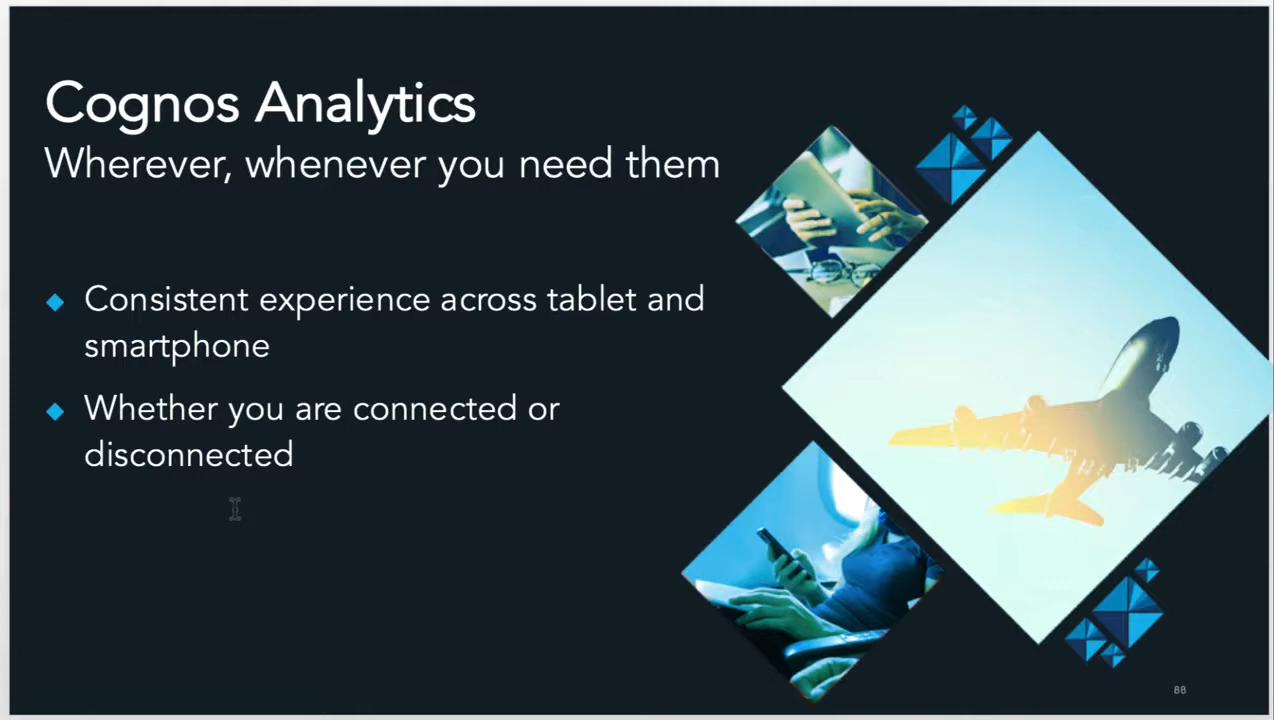 Cognos Analytics
Wherever, whenever you need them
Consistent experience across tablet and
smartphone
Whether you are connected or
disconnected
88